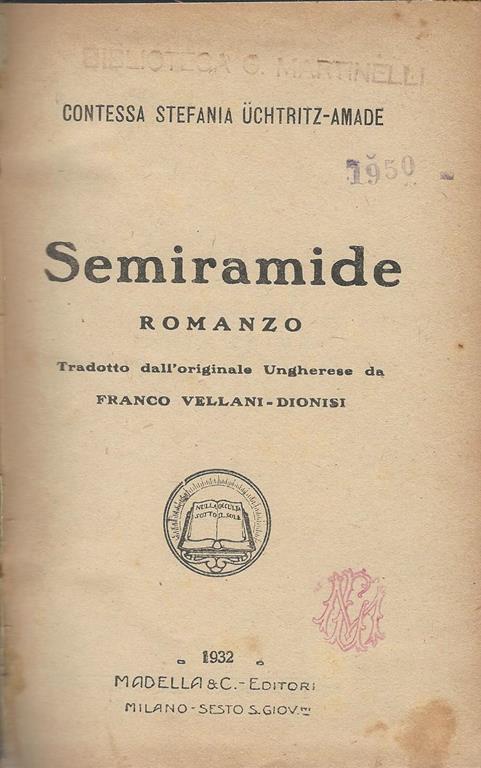 BIBLIOTECA G. MARTINELLI
CONTESSA STEFANIA ÜCHTRITZ-AMADE
1950
Semiramide
ROMANZO
Tradotto dall'originale Ungherese da
FRANCO VELLANI-DIONISI
NULLA OCCULTA
SOTTO IL SOLE
1932
MADELLA & C. - EDITORI
MILANO - SESTO S. GIOV.NI